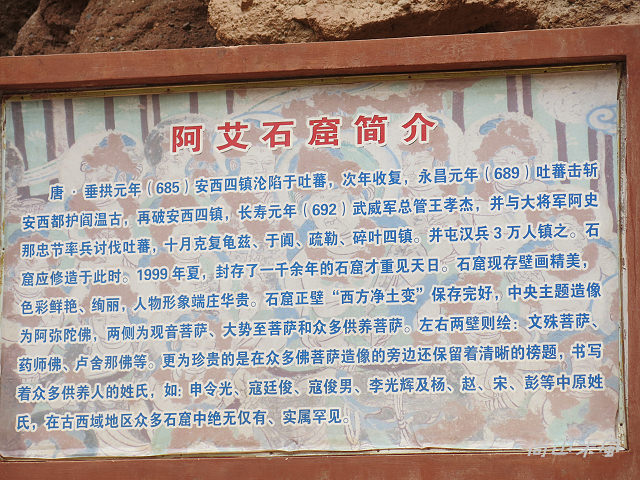 阿艾石窟简介
唐·垂拱元年（685）安西四镇沦陷于吐蕃，次年收复，永昌元年（689）吐蕃击斩
安西都护阎温古，再破安西四镇，长寿元年（692）武威军总管王孝杰，并与大将军阿史
那忠节率兵讨伐吐蕃，十月克复龟兹、于阗、疏勒、碎叶四镇。并屯汉兵3万人镇之。石
窟应修造于此时。1999年夏，封存了一千余年的石窟才重见天日。石窟现存壁画精美，
色彩鲜艳、绚丽，人物形象端庄华贵。石窟正壁“西方净土变”保存完好，中央主题造像
为阿弥陀佛，两侧为观音菩萨、大势至菩萨和众多供养菩萨。左右两壁则绘：文殊菩萨、
药师佛、卢舍那佛等。更为珍贵的是在众多佛菩萨造像的旁边还保留着清晰的榜题，书写
着众多供养人的姓氏，如：申令光、寇廷俊、寇俊男、李光辉及杨、赵、宋、彭等中原姓
氏，在古西域地区众多石窟中绝无仅有、实属罕见。